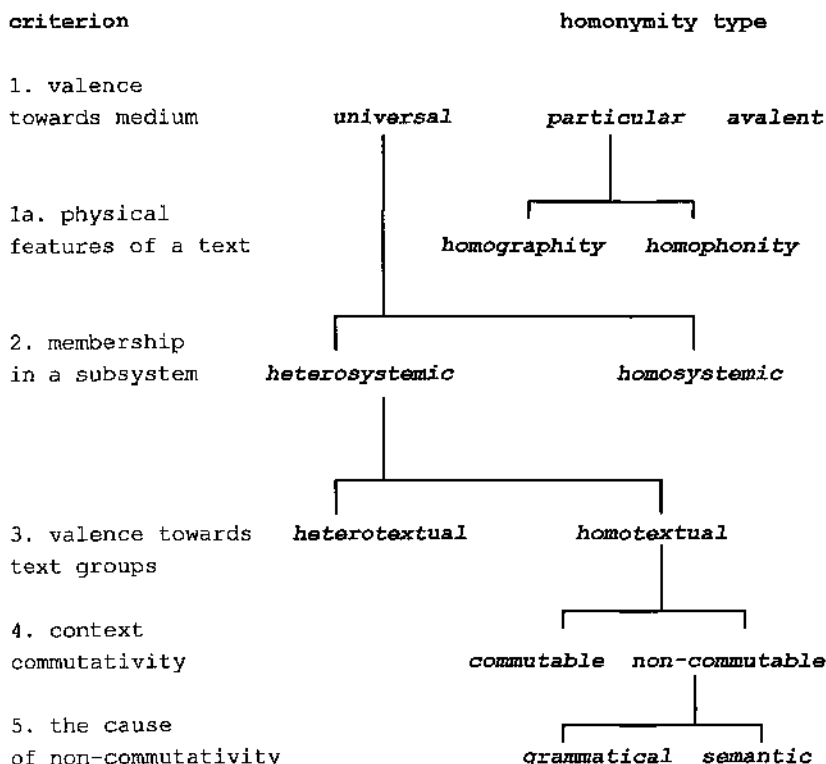 criterion homonymity type
1. valence
towards medium universal particular avalent
1a. physical
features of a text homographity homophonity
2. membership
in a subsystem heterosystemic homosystemic
3. valence towards heterotextual homotextual
text groups
4. context
commutativity commutable non-commutable
5. the cause
of non-commutativity grammatical semantic